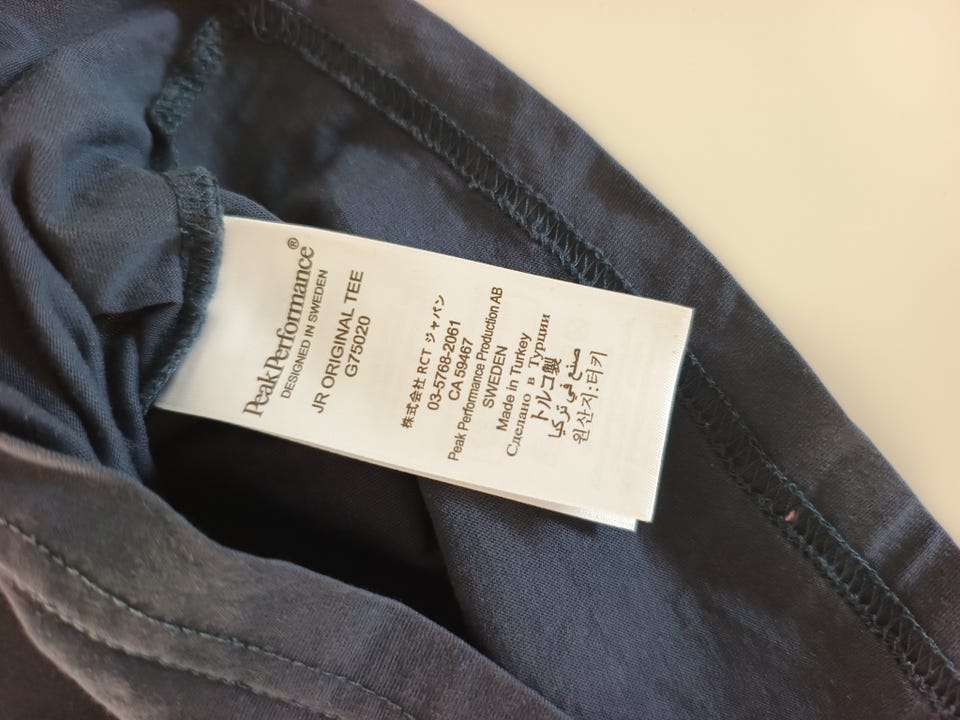 PeakPerformance®
DESIGNED IN SWEDEN
JR ORIGINAL TEE
G75020
株式会社 RCT ジャパン
03-5768-2061
CA 59467
Peak Performance Production AB
SWEDEN
Made in Turkey
Сделано в Турции
トルコ製
صنع في تركيا
원산지:터키